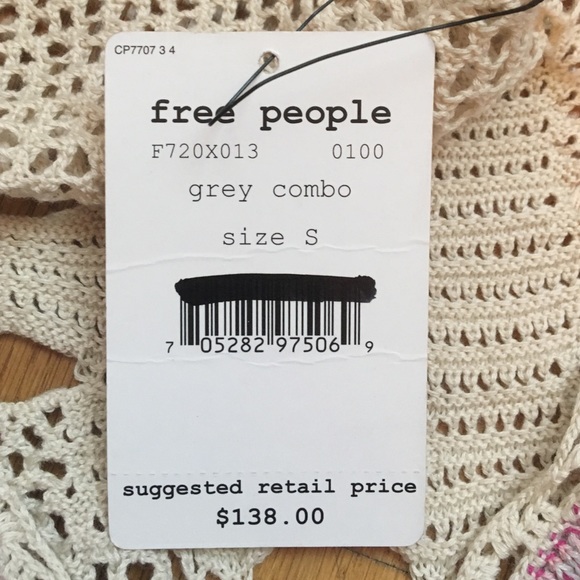 CP7707 3 4
free people
F720X013 0100
grey combo
size S
7 05282 97506 9
suggested retail price
$138.00